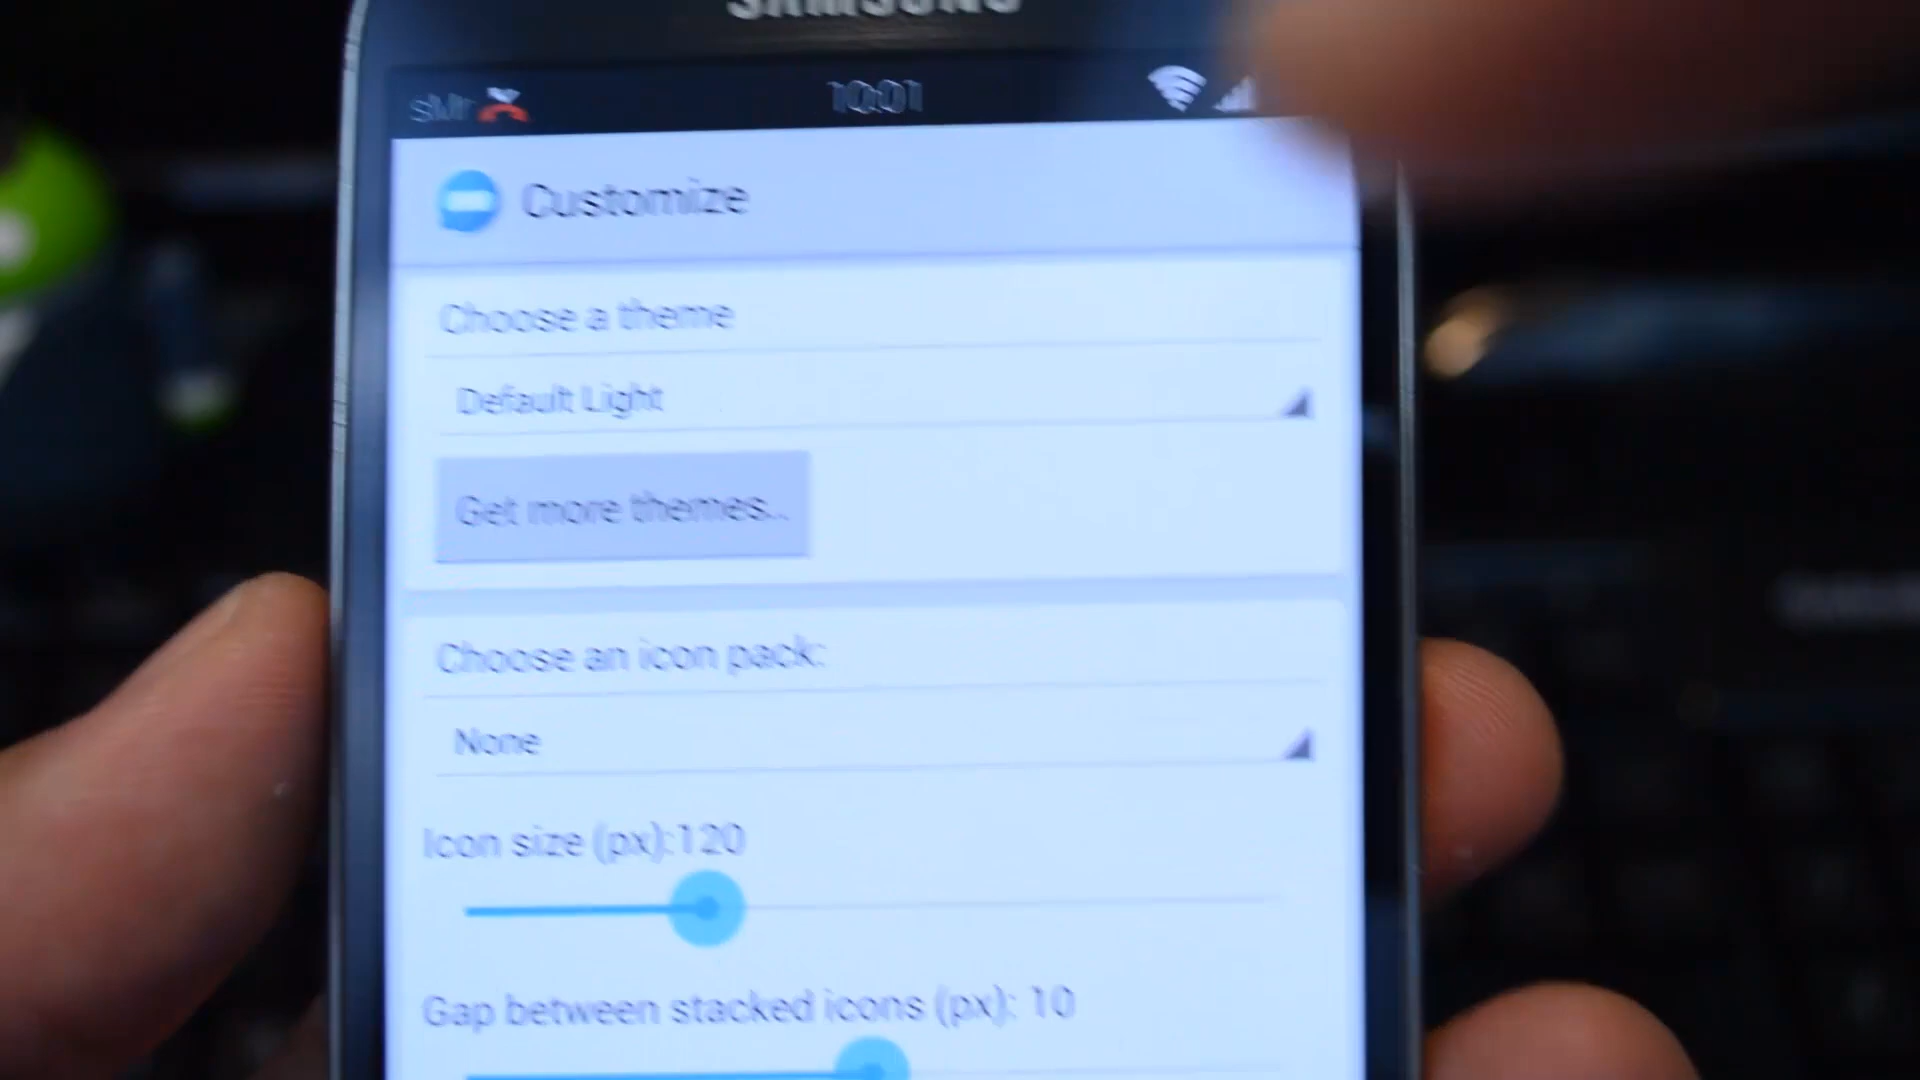 SAMSUNG
10:01
Customize
Choose a theme
Default Light
Get more themes..
Choose an icon pack:
None
Icon size (px):120
Gap between stacked icons (px): 10